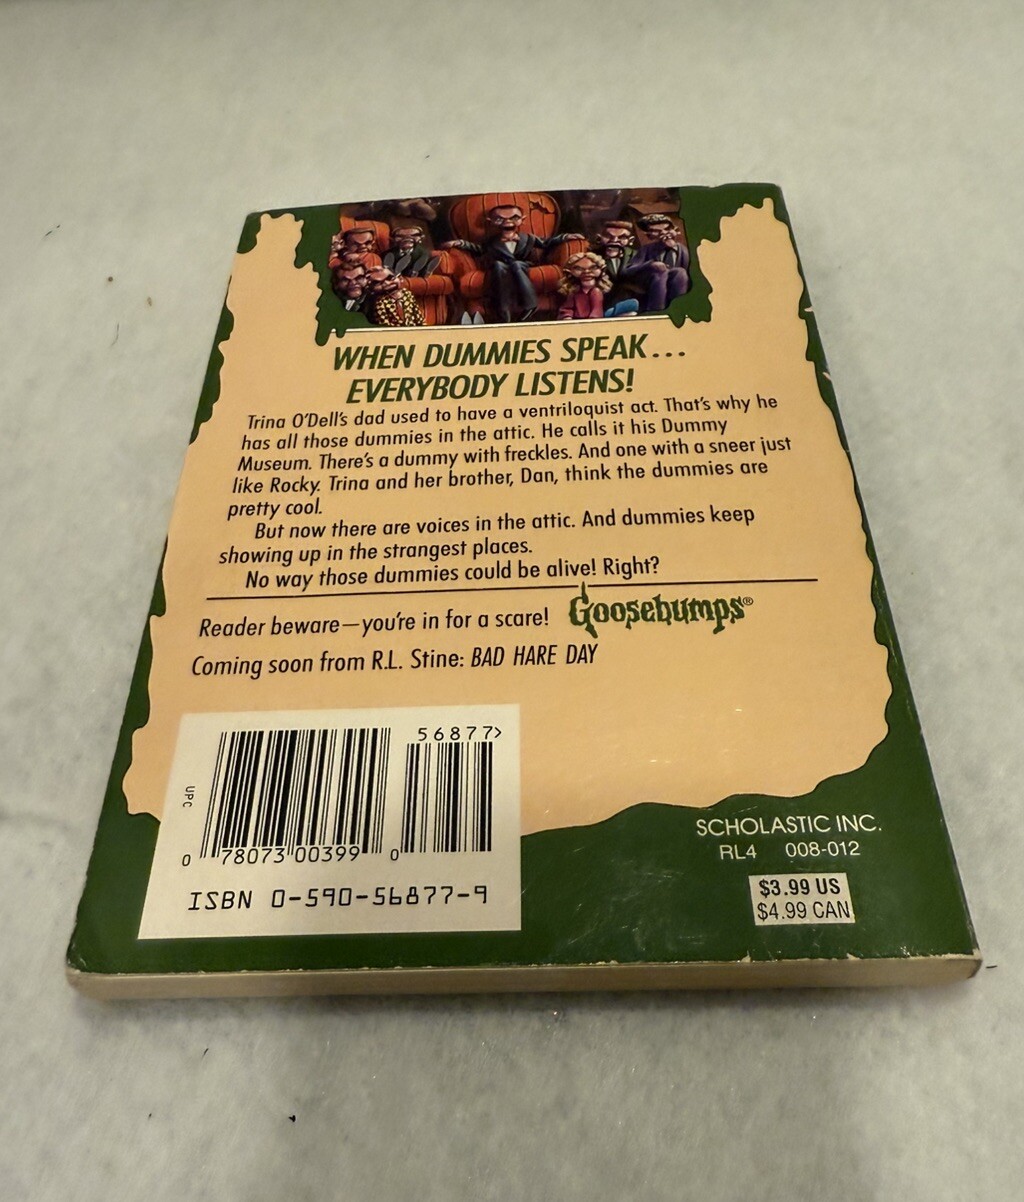 WHEN DUMMIES SPEAK...
EVERYBODY LISTENS!
Trina O'Dell's dad used to have a ventriloquist act. That's why he
has all those dummies in the attic. He calls it his Dummy
Museum. There's a dummy with freckles. And one with a sneer just
like Rocky. Trina and her brother, Dan, think the dummies are
pretty cool.
But now there are voices in the attic. And dummies keep
showing up in the strangest places.
No way those dummies could be alive! Right?
Reader beware—you're in for a scare! Goosebumps®
Coming soon from R.L. Stine: BAD HARE DAY
56877>
UPC
0 78073 00399 0
ISBN 0-590-56877-9
SCHOLASTIC INC.
RL4 008-012
$3.99 US
$4.99 CAN